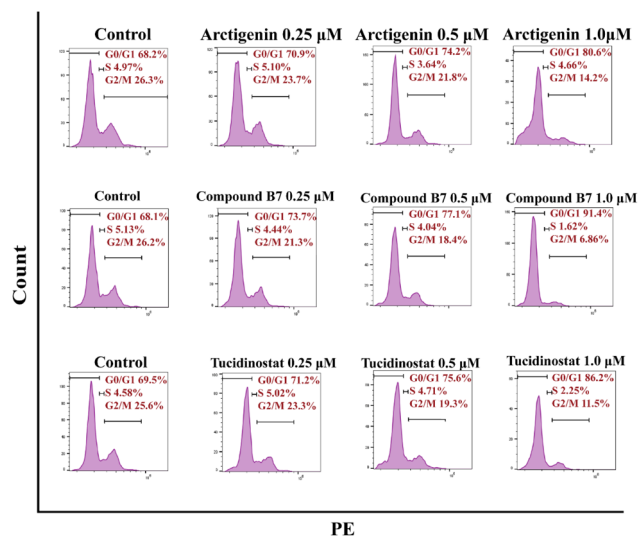 Control
G0/G1 68.2%
S 4.97%
G2/M 26.3%
Arctigenin 0.25 μM
G0/G1 70.9%
S 5.10%
G2/M 23.7%
Arctigenin 0.5 μM
G0/G1 74.2%
S 3.64%
G2/M 21.8%
Arctigenin 1.0μM
G0/G1 80.6%
S 4.66%
G2/M 14.2%
Control
G0/G1 68.1%
S 5.13%
G2/M 26.2%
Compound B7 0.25 μM
G0/G1 73.7%
S 4.44%
G2/M 21.3%
Compound B7 0.5 μM
G0/G1 77.1%
S 4.04%
G2/M 18.4%
Compound B7 1.0 μM
G0/G1 91.4%
S 1.62%
G2/M 6.86%
Count
Control
G0/G1 69.5%
S 4.58%
G2/M 25.6%
Tucidinostat 0.25 μM
G0/G1 71.2%
S 5.02%
G2/M 23.3%
Tucidinostat 0.5 μM
G0/G1 75.6%
S 4.71%
G2/M 19.3%
Tucidinostat 1.0 μM
G0/G1 86.2%
S 2.25%
G2/M 11.5%
PE